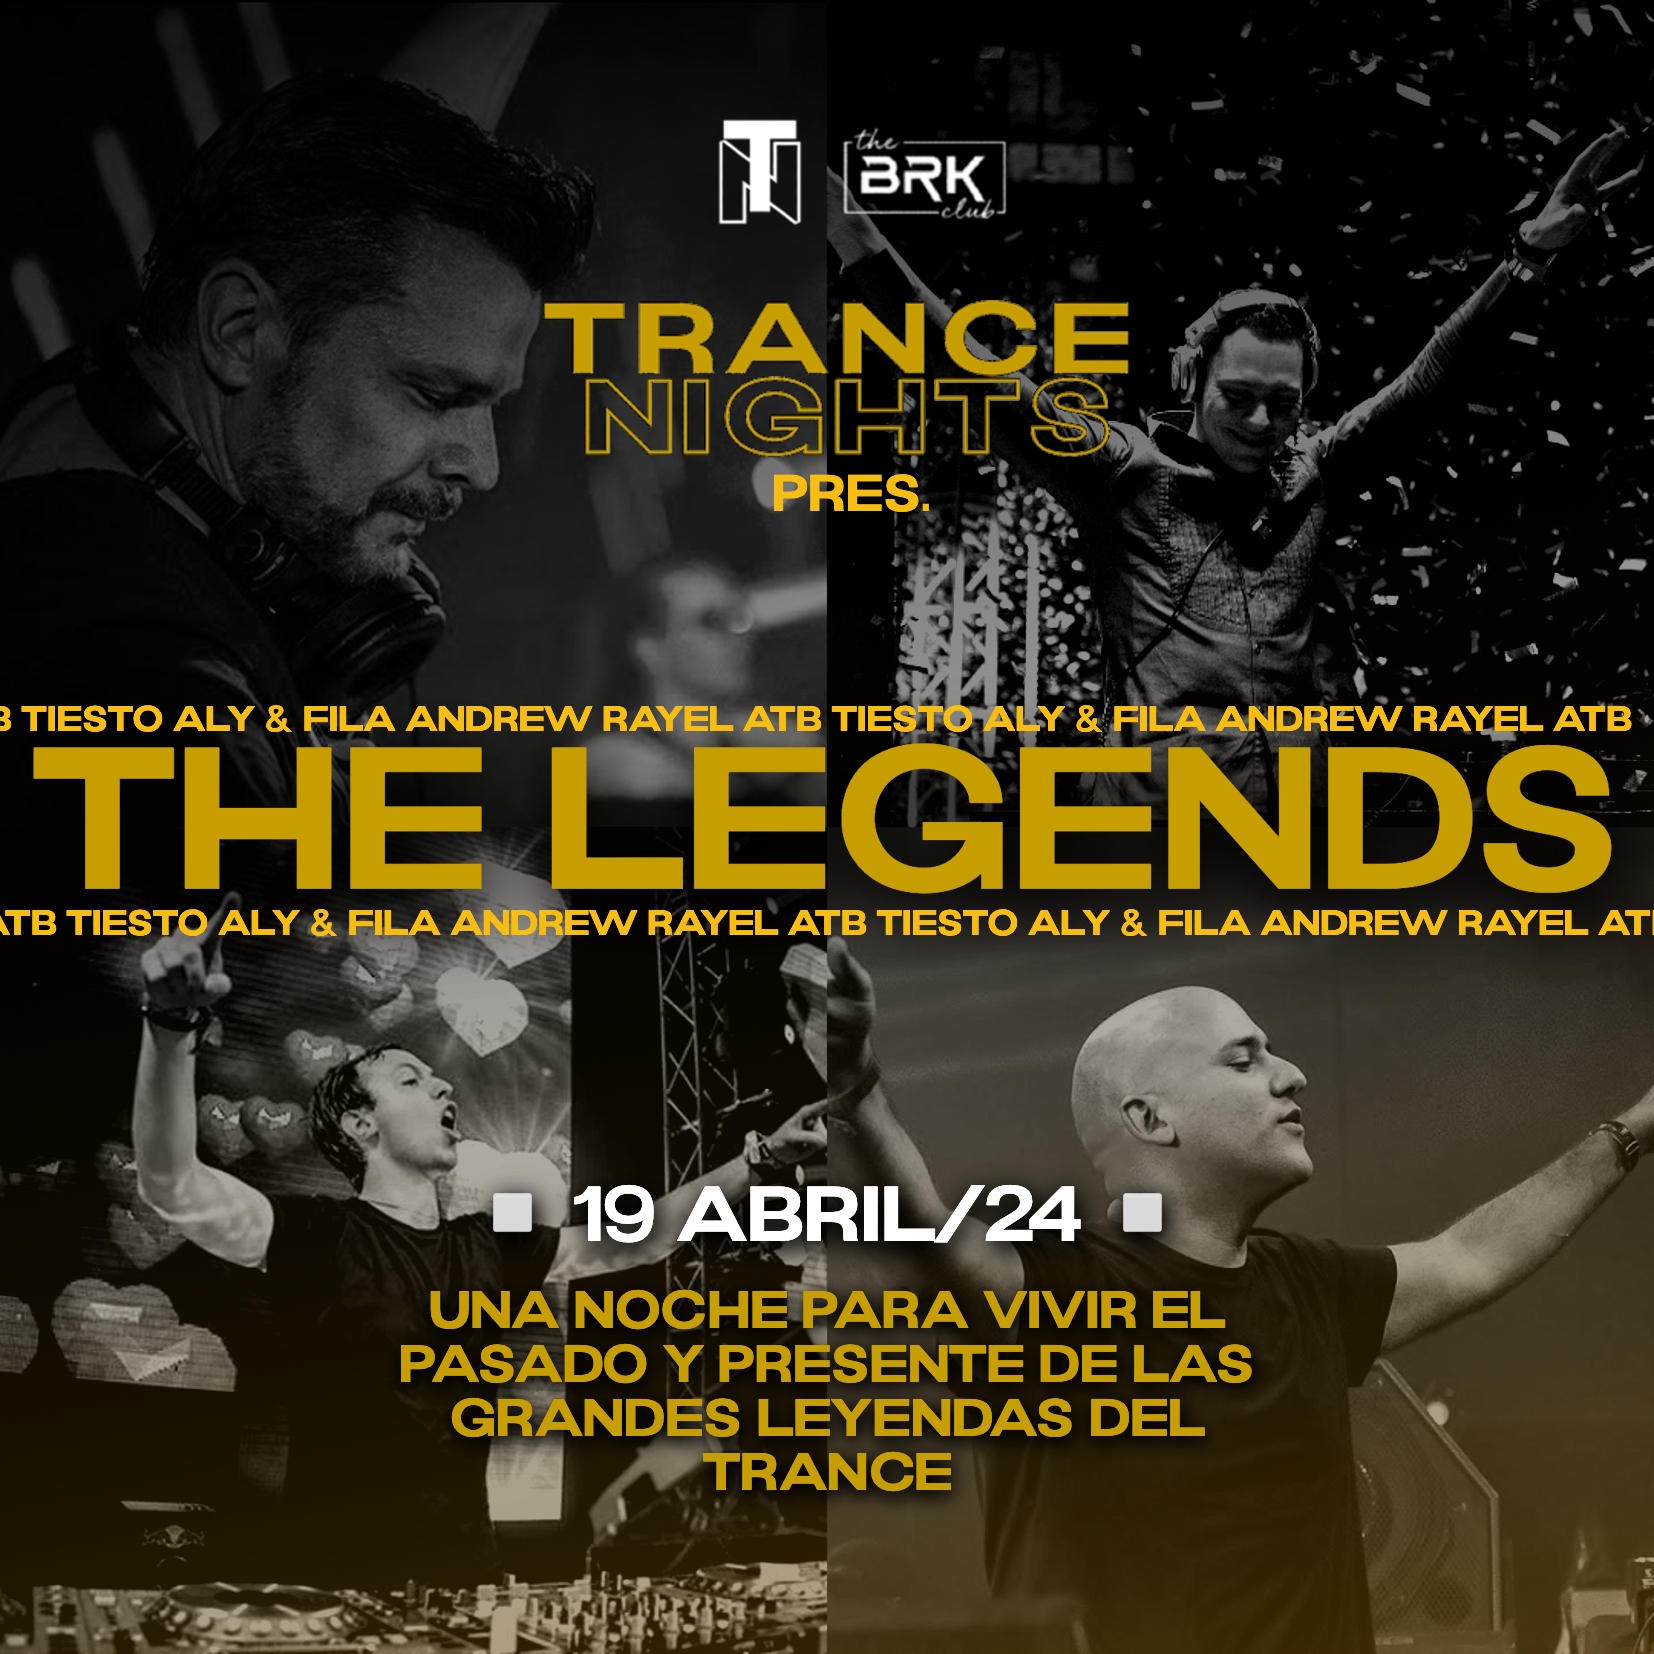 TN
the
BRK
club
TRANCE
NIGHTS
PRES.
B TIESTO ALY & FILA ANDREW RAYEL ATB TIESTO ALY & FILA ANDREW RAYEL ATB
THE LEGENDS
ATB TIESTO ALY & FILA ANDREW RAYEL ATB TIESTO ALY & FILA ANDREW RAYEL ATB
19 ABRIL/24
UNA NOCHE PARA VIVIR EL
PASADO Y PRESENTE DE LAS
GRANDES LEYENDAS DEL
TRANCE